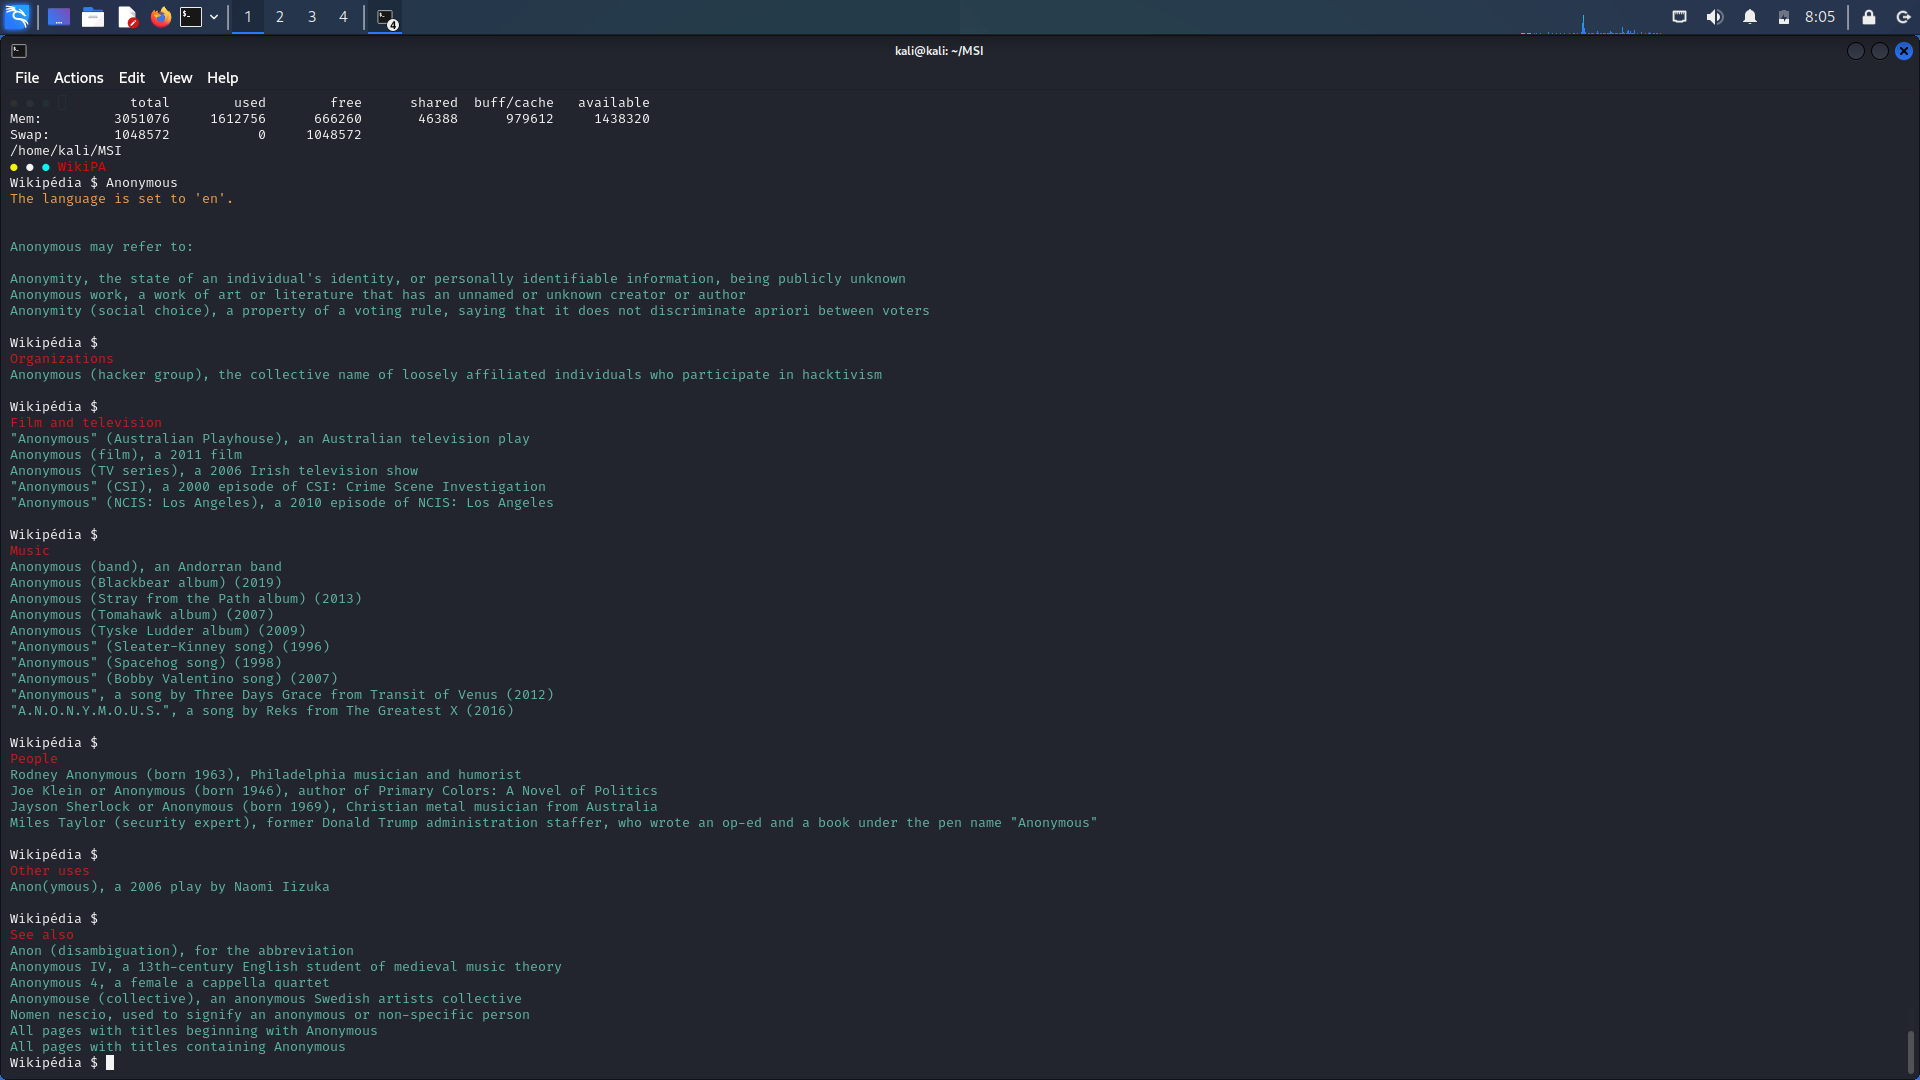 1 2 3 4 4 8:05
kali@kali: ~/MSI
File Actions Edit View Help
total used free shared buff/cache available
Mem: 3051076 1612756 666260 46388 979612 1438320
Swap: 1048572 0 1048572
/home/kali/MSI
WikiPA
Wikipédia $ Anonymous
The language is set to 'en'.
Anonymous may refer to:
Anonymity, the state of an individual's identity, or personally identifiable information, being publicly unknown
Anonymous work, a work of art or literature that has an unnamed or unknown creator or author
Anonymity (social choice), a property of a voting rule, saying that it does not discriminate apriori between voters
Wikipédia $
Organizations
Anonymous (hacker group), the collective name of loosely affiliated individuals who participate in hacktivism
Wikipédia $
Film and television
"Anonymous" (Australian Playhouse), an Australian television play
Anonymous (film), a 2011 film
Anonymous (TV series), a 2006 Irish television show
"Anonymous" (CSI), a 2000 episode of CSI: Crime Scene Investigation
"Anonymous" (NCIS: Los Angeles), a 2010 episode of NCIS: Los Angeles
Wikipédia $
Music
Anonymous (band), an Andorran band
Anonymous (Blackbear album) (2019)
Anonymous (Stray from the Path album) (2013)
Anonymous (Tomahawk album) (2007)
Anonymous (Tyske Ludder album) (2009)
"Anonymous" (Sleater-Kinney song) (1996)
"Anonymous" (Spacehog song) (1998)
"Anonymous" (Bobby Valentino song) (2007)
"Anonymous", a song by Three Days Grace from Transit of Venus (2012)
"A.N.O.N.Y.M.O.U.S.", a song by Reks from The Greatest X (2016)
Wikipédia $
People
Rodney Anonymous (born 1963), Philadelphia musician and humorist
Joe Klein or Anonymous (born 1946), author of Primary Colors: A Novel of Politics
Jayson Sherlock or Anonymous (born 1969), Christian metal musician from Australia
Miles Taylor (security expert), former Donald Trump administration staffer, who wrote an op-ed and a book under the pen name "Anonymous"
Wikipédia $
Other uses
Anon(ymous), a 2006 play by Naomi Iizuka
Wikipédia $
See also
Anon (disambiguation), for the abbreviation
Anonymous IV, a 13th-century English student of medieval music theory
Anonymous 4, a female a cappella quartet
Anonymouse (collective), an anonymous Swedish artists collective
Nomen nescio, used to signify an anonymous or non-specific person
All pages with titles beginning with Anonymous
All pages with titles containing Anonymous
Wikipédia $